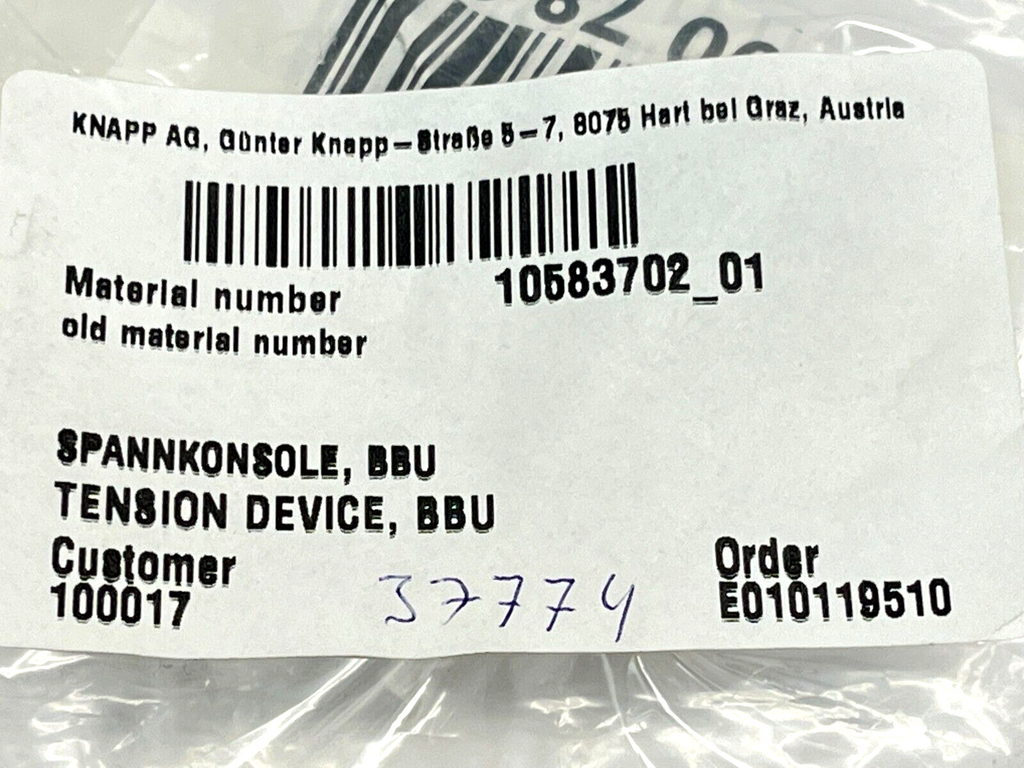 KNAPP AG, Günter Knapp-Straße 5-7, 8075 Hart bei Graz, Austria
Material number 10583702_01
old material number
SPANNKONSOLE, BBU
TENSION DEVICE, BBU
Customer Order
100017 37774 E010119510